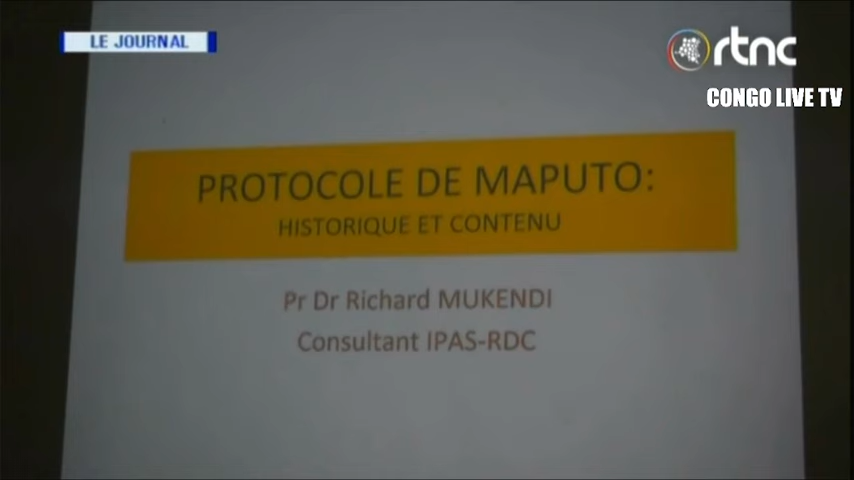 LE JOURNAL
rtnc
CONGO LIVE TV
PROTOCOLE DE MAPUTO:
HISTORIQUE ET CONTENU
Pr Dr Richard MUKENDI
Consultant IPAS-RDC